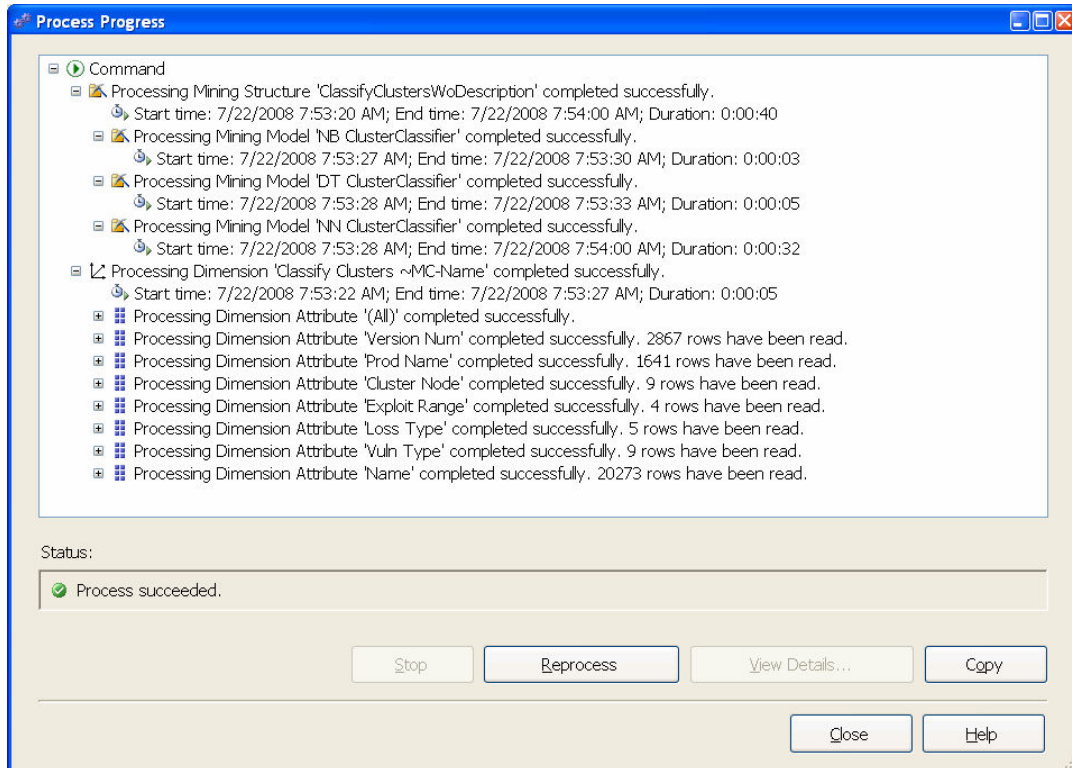 Process Progress
Command
Processing Mining Structure 'ClassifyClustersWoDescription' completed successfully.
Start time: 7/22/2008 7:53:20 AM; End time: 7/22/2008 7:54:00 AM; Duration: 0:00:40
Processing Mining Model 'NB ClusterClassifier' completed successfully.
Start time: 7/22/2008 7:53:27 AM; End time: 7/22/2008 7:53:30 AM; Duration: 0:00:03
Processing Mining Model 'DT ClusterClassifier' completed successfully.
Start time: 7/22/2008 7:53:28 AM; End time: 7/22/2008 7:53:33 AM; Duration: 0:00:05
Processing Mining Model 'NN ClusterClassifier' completed successfully.
Start time: 7/22/2008 7:53:28 AM; End time: 7/22/2008 7:54:00 AM; Duration: 0:00:32
Processing Dimension 'Classify Clusters ~MC-Name' completed successfully.
Start time: 7/22/2008 7:53:22 AM; End time: 7/22/2008 7:53:27 AM; Duration: 0:00:05
Processing Dimension Attribute '(All)' completed successfully.
Processing Dimension Attribute 'Version Num' completed successfully. 2867 rows have been read.
Processing Dimension Attribute 'Prod Name' completed successfully. 1641 rows have been read.
Processing Dimension Attribute 'Cluster Node' completed successfully. 9 rows have been read.
Processing Dimension Attribute 'Exploit Range' completed successfully. 4 rows have been read.
Processing Dimension Attribute 'Loss Type' completed successfully. 5 rows have been read.
Processing Dimension Attribute 'Vuln Type' completed successfully. 9 rows have been read.
Processing Dimension Attribute 'Name' completed successfully. 20273 rows have been read.
Status:
Process succeeded.
Stop Reprocess View Details... Copy
Close Help